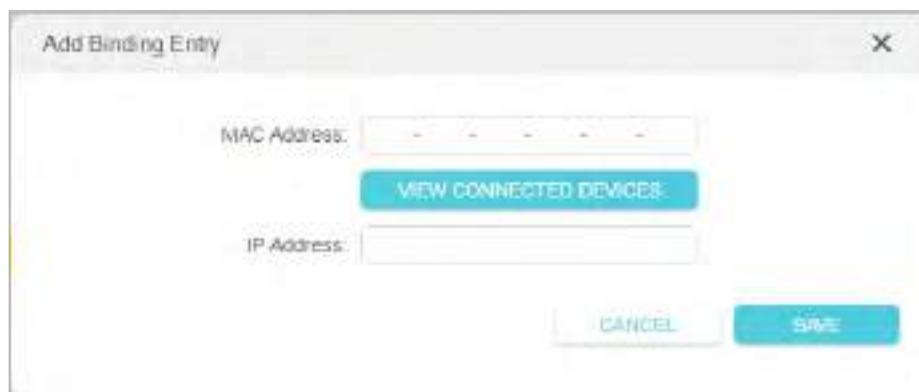 Add Binding Entry
MAC Address:
- - - - -
VIEW CONNECTED DEVICES
IP Address:
CANCEL
SAVE